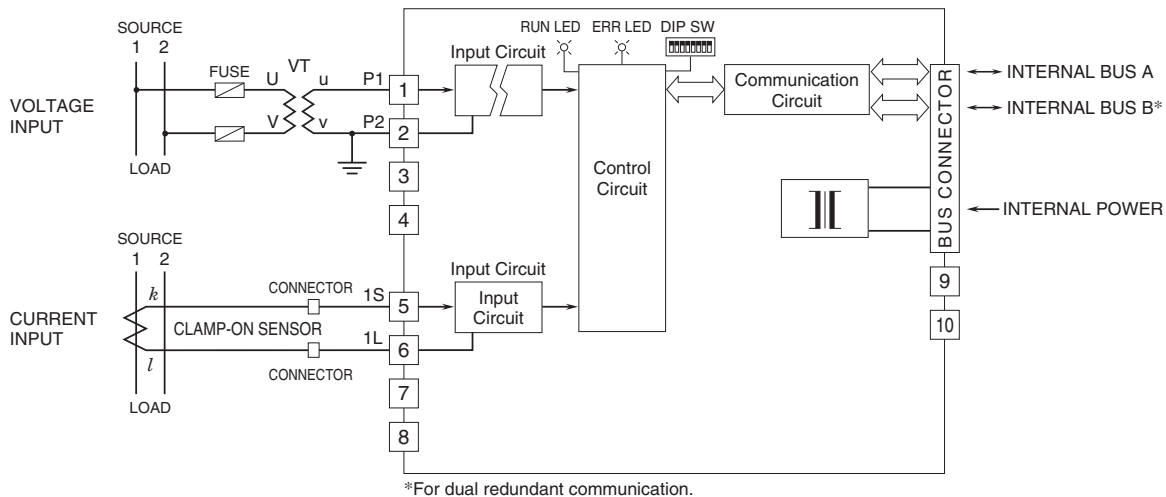 SOURCE
1 2
VOLTAGE
INPUT
FUSE
U
V
VT
u
v
P1
P2
LOAD
1
2
3
4
Input Circuit
RUN LED
ERR LED
DIP SW
Control
Circuit
Communication
Circuit
BUS CONNECTOR
INTERNAL BUS A
INTERNAL BUS B*
INTERNAL POWER
9
10
SOURCE
1 2
CURRENT
INPUT
k
l
CLAMP-ON SENSOR
CONNECTOR
CONNECTOR
1S
1L
LOAD
5
6
7
8
Input Circuit
Input
Circuit
*For dual redundant communication.